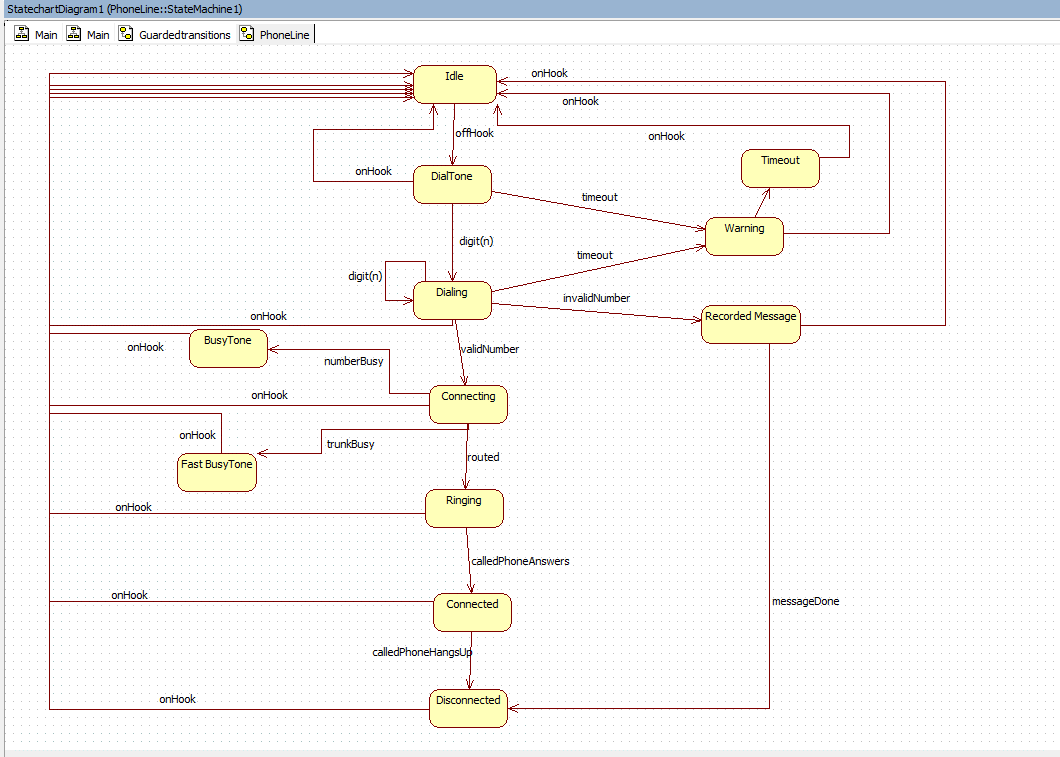 StatechartDiagram1 (PhoneLine::StateMachine1)
Main
Main
Guardedtransitions
PhoneLine
Idle
onHook
onHook
offHook
onHook
onHook
DialTone
Timeout
timeout
Warning
digit(n)
timeout
digit(n)
Dialing
invalidNumber
onHook
Recorded Message
BusyTone
onHook
validNumber
numberBusy
onHook
Connecting
onHook
trunkBusy
routed
Fast BusyTone
Ringing
onHook
calledPhoneAnswers
onHook
Connected
messageDone
calledPhoneHangsUp
onHook
Disconnected